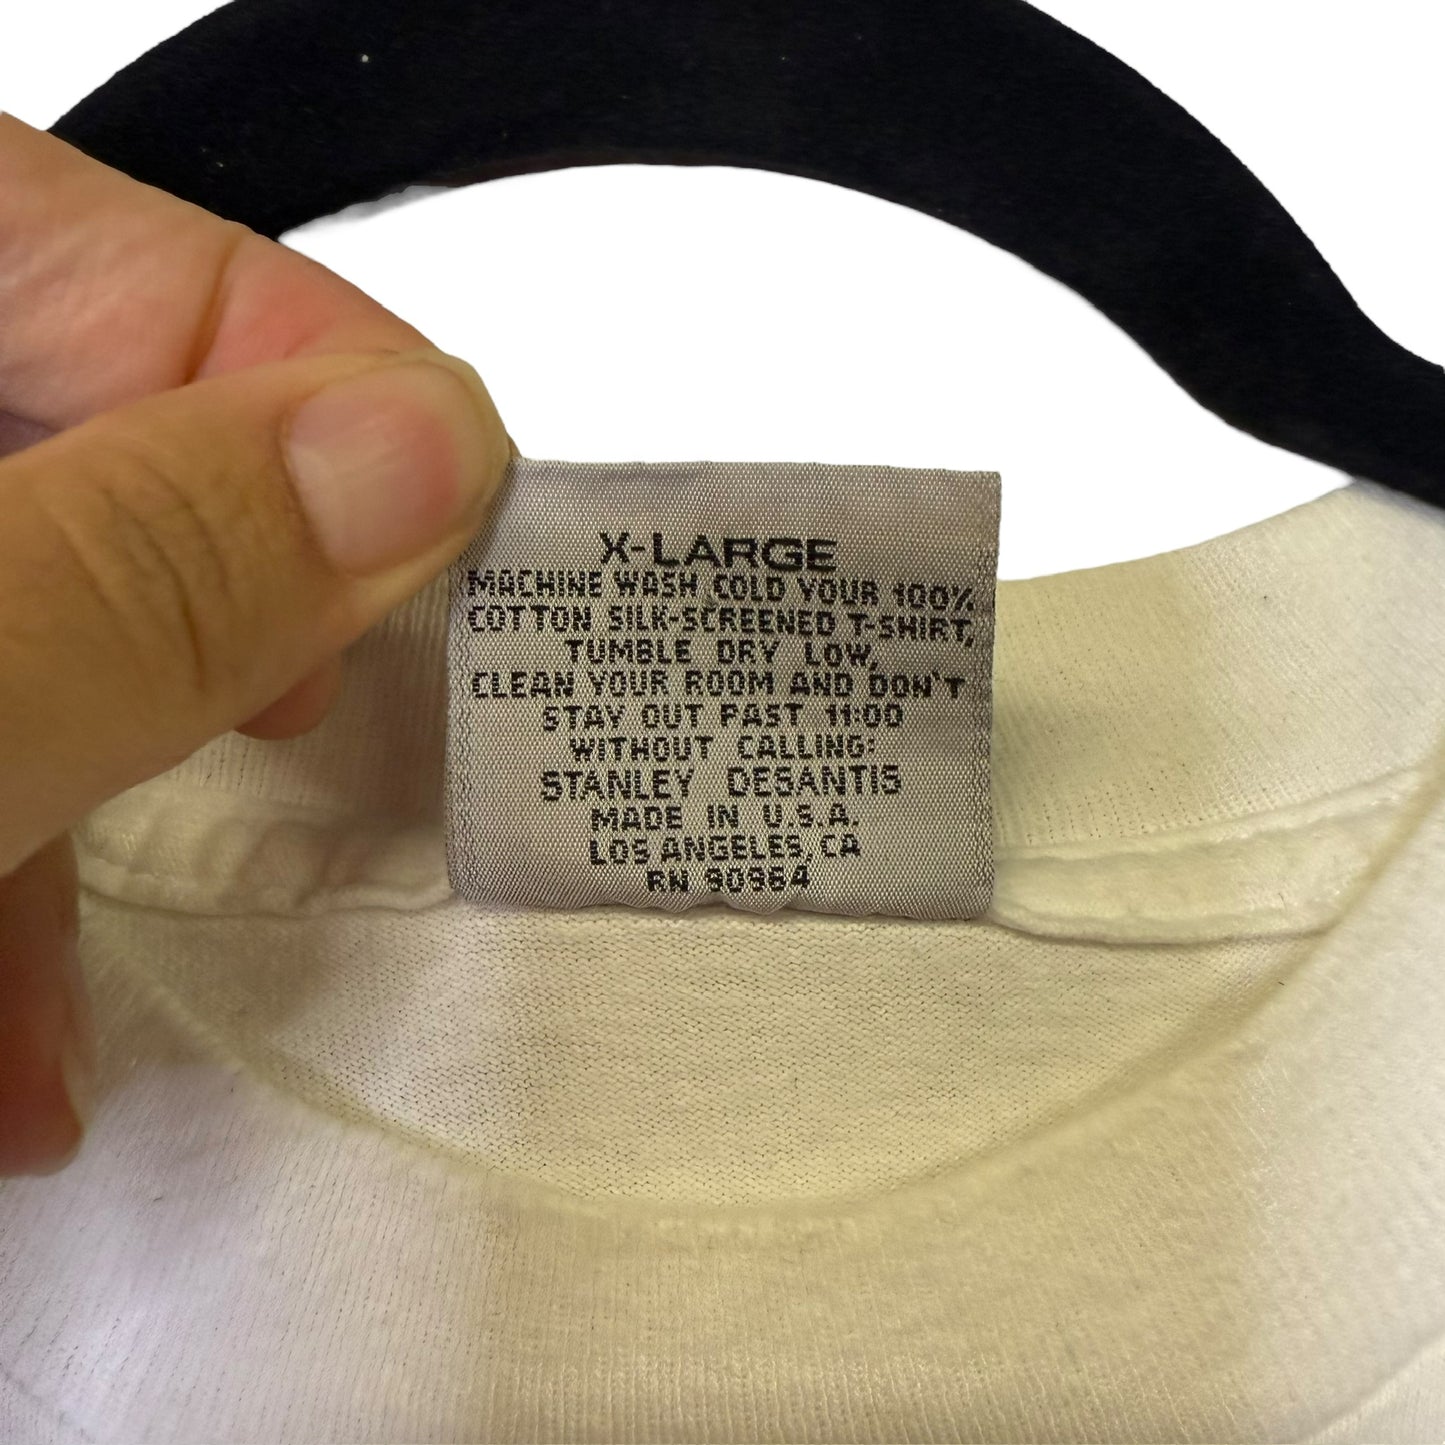 X-LARGE
MACHINE WASH COLD YOUR 100%
COTTON SILK-SCREENED T-SHIRT,
TUMBLE DRY LOW,
CLEAN YOUR ROOM AND DON'T
STAY OUT PAST 11:00
WITHOUT CALLING:
STANLEY DESANTIS
MADE IN U.S.A.
LOS ANGELES, CA
RN 90984